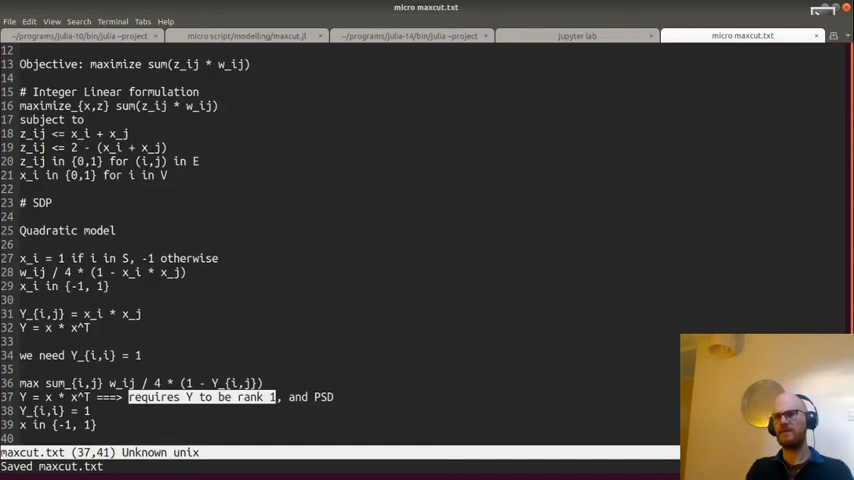 micro maxcut.txt
File Edit View Search Terminal Tabs Help
~/programs/julia-10/bin/julia --project × micro script/modelling/maxcut.jl × ~/programs/julia-14/bin/julia --project × jupyter lab × micro maxcut.txt ×
12
13 Objective: maximize sum(z_ij * w_ij)
14
15 # Integer Linear formulation
16 maximize_{x,z} sum(z_ij * w_ij)
17 subject to
18 z_ij <= x_i + x_j
19 z_ij <= 2 - (x_i + x_j)
20 z_ij in {0,1} for (i,j) in E
21 x_i in {0,1} for i in V
22
23 # SDP
24
25 Quadratic model
26
27 x_i = 1 if i in S, -1 otherwise
28 w_ij / 4 * (1 - x_i * x_j)
29 x_i in {-1, 1}
30
31 Y_{i,j} = x_i * x_j
32 Y = x * x^T
33
34 we need Y_{i,i} = 1
35
36 max sum_{i,j} w_ij / 4 * (1 - Y_{i,j})
37 Y = x * x^T ===> requires Y to be rank 1, and PSD
38 Y_{i,i} = 1
39 x in {-1, 1}
40
maxcut.txt (37,41) Unknown unix
Saved maxcut.txt